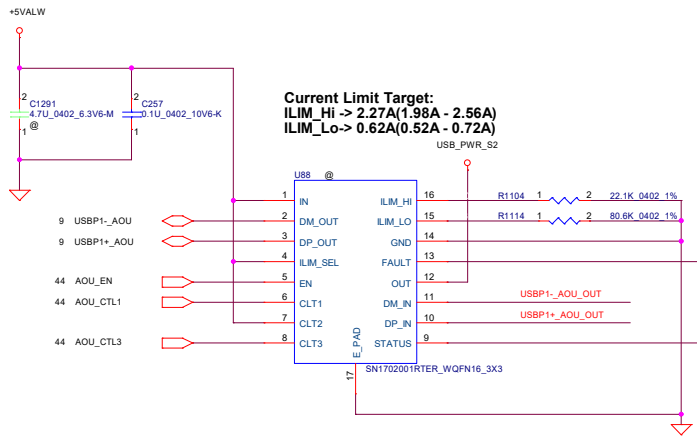 +5VALW
2
C1291
4.7U_0402_6.3V6-M
@
1
2
C257
0.1U_0402_10V6-K
1
Current Limit Target:
ILIM_Hi -> 2.27A(1.98A - 2.56A)
ILIM_Lo-> 0.62A(0.52A - 0.72A)
USB_PWR_S2
U88 @
1 IN ILIM_HI 16 R1104 1 2 22.1K_0402_1%
9 USBP1-_AOU 2 DM_OUT ILIM_LO 15 R1114 1 2 80.6K_0402_1%
9 USBP1+_AOU 3 DP_OUT GND 14
4 ILIM_SEL FAULT 13
44 AOU_EN 5 EN OUT 12
44 AOU_CTL1 6 CLT1 DM_IN 11 USBP1-_AOU_OUT
7 CLT2 DP_IN 10 USBP1+_AOU_OUT
44 AOU_CTL3 8 CLT3 STATUS 9
E_PAD
17
SN1702001RTER_WQFN16_3X3